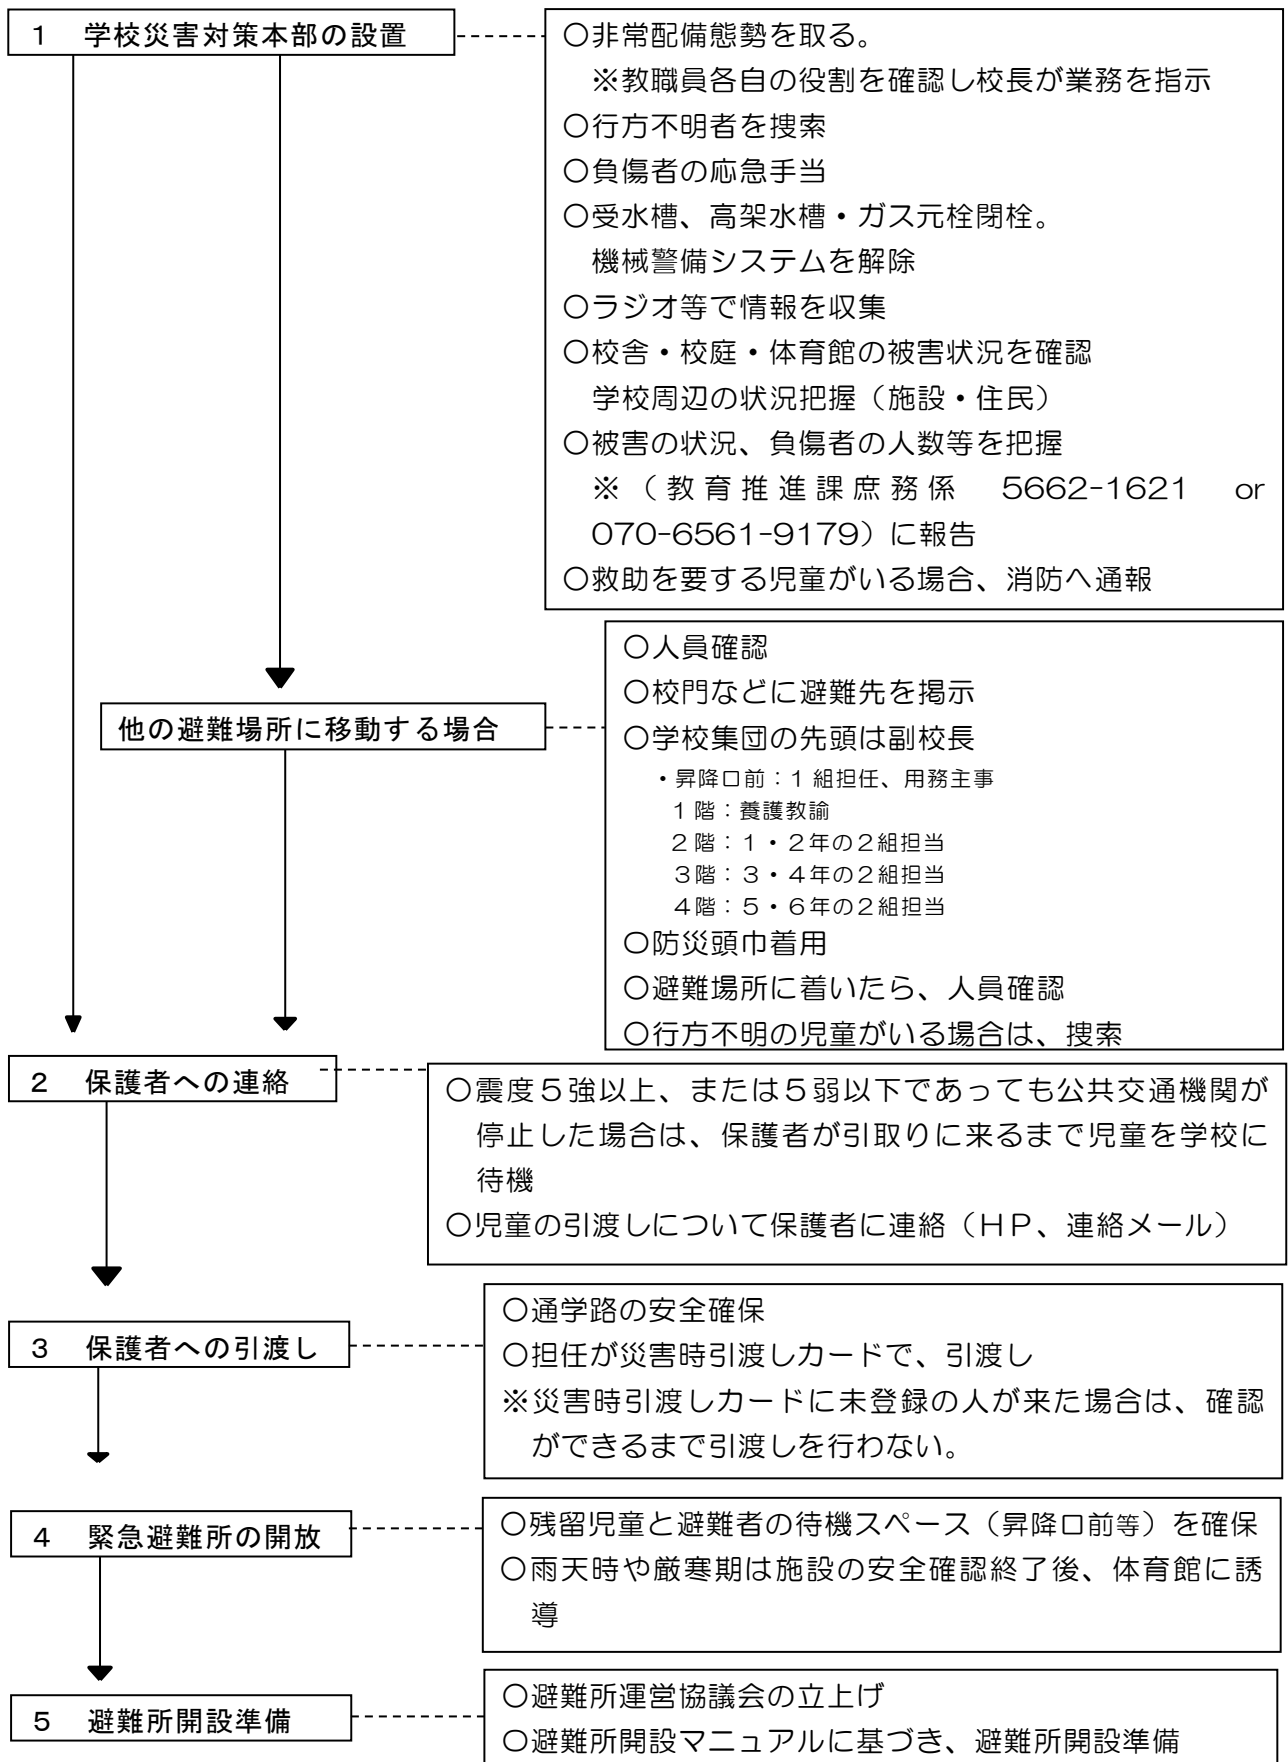 １　学校災害対策本部の設置
〇非常配備態勢を取る。
※教職員各自の役割を確認し校長が業務を指示
〇行方不明者を捜索
〇負傷者の応急手当
〇受水槽、高架水槽・ガス元栓閉栓。
機械警備システムを解除
〇ラジオ等で情報を収集
〇校舎・校庭・体育館の被害状況を確認
学校周辺の状況把握（施設・住民）
〇被害の状況、負傷者の人数等を把握
※（教育推進課庶務係　5662-1621　or
070-6561-9179）に報告
〇救助を要する児童がいる場合、消防へ通報
他の避難場所に移動する場合
〇人員確認
〇校門などに避難先を掲示
〇学校集団の先頭は副校長
・昇降口前：1 組担任、用務主事
１階：養護教諭
２階：１・２年の２組担当
３階：３・４年の２組担当
４階：５・６年の２組担当
〇防災頭巾着用
〇避難場所に着いたら、人員確認
〇行方不明の児童がいる場合は、捜索
２　保護者への連絡
〇震度５強以上、または５弱以下であっても公共交通機関が
停止した場合は、保護者が引取りに来るまで児童を学校に
待機
〇児童の引渡しについて保護者に連絡（ＨＰ、連絡メール）
３　保護者への引渡し
〇通学路の安全確保
〇担任が災害時引渡しカードで、引渡し
※災害時引渡しカードに未登録の人が来た場合は、確認
ができるまで引渡しを行わない。
４　緊急避難所の開放
〇残留児童と避難者の待機スペース（昇降口前等）を確保
〇雨天時や厳寒期は施設の安全確認終了後、体育館に誘
導
５　避難所開設準備
〇避難所運営協議会の立上げ
〇避難所開設マニュアルに基づき、避難所開設準備